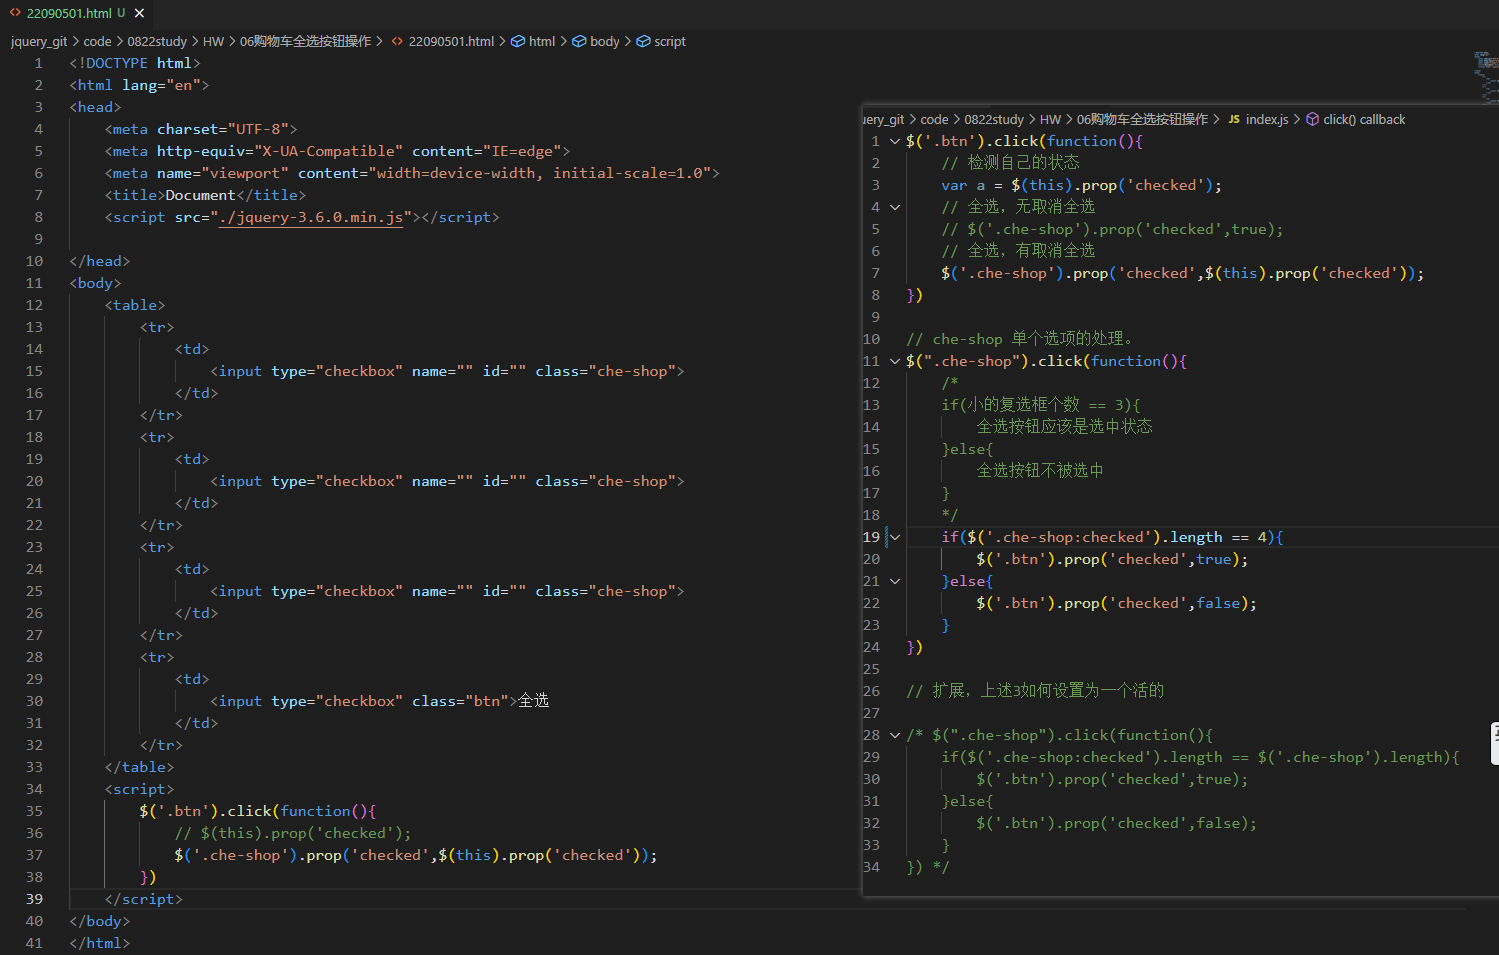 22090501.html U
jquery_git > code > 0822study > HW > 06购物车全选按钮操作 > 22090501.html > html > body > script
1 <!DOCTYPE html>
2 <html lang="en">
3 <head>
4 <meta charset="UTF-8">
5 <meta http-equiv="X-UA-Compatible" content="IE=edge">
6 <meta name="viewport" content="width=device-width, initial-scale=1.0">
7 <title>Document</title>
8 <script src="./jquery-3.6.0.min.js"></script>
9
10 </head>
11 <body>
12 <table>
13 <tr>
14 <td>
15 <input type="checkbox" name="" id="" class="che-shop">
16 </td>
17 </tr>
18 <tr>
19 <td>
20 <input type="checkbox" name="" id="" class="che-shop">
21 </td>
22 </tr>
23 <tr>
24 <td>
25 <input type="checkbox" name="" id="" class="che-shop">
26 </td>
27 </tr>
28 <tr>
29 <td>
30 <input type="checkbox" class="btn">全选
31 </td>
32 </tr>
33 </table>
34 <script>
35 $('.btn').click(function(){
36 // $(this).prop('checked');
37 $('.che-shop').prop('checked',$(this).prop('checked'));
38 })
39 </script>
40 </body>
41 </html>
uery_git > code > 0822study > HW > 06购物车全选按钮操作 > JS index.js > click() callback
1 $('.btn').click(function(){
2 // 检测自己的状态
3 var a = $(this).prop('checked');
4 // 全选，无取消全选
5 // $('.che-shop').prop('checked',true);
6 // 全选，有取消全选
7 $('.che-shop').prop('checked',$(this).prop('checked'));
8 })
9
10 // che-shop 单个选项的处理。
11 $(".che-shop").click(function(){
12 /*
13 if(小的复选框个数 == 3){
14 全选按钮应该是选中状态
15 }else{
16 全选按钮不被选中
17 }
18 */
19 if($('.che-shop:checked').length == 4){
20 $('.btn').prop('checked',true);
21 }else{
22 $('.btn').prop('checked',false);
23 }
24 })
25
26 // 扩展，上述3如何设置为一个活的
27
28 /* $(".che-shop").click(function(){
29 if($('.che-shop:checked').length == $('.che-shop').length){
30 $('.btn').prop('checked',true);
31 }else{
32 $('.btn').prop('checked',false);
33 }
34 }) */